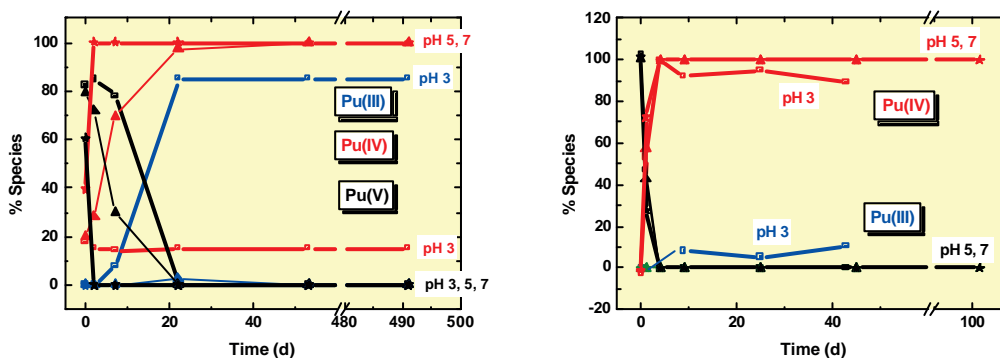 % Species
100
80
60
40
20
0
0
20
40
480
490
500
Time (d)
pH 5, 7
pH 3
Pu(III)
Pu(IV)
Pu(V)
pH 3
pH 3, 5, 7
% Species
120
100
80
60
40
20
0
-20
0
20
40
60
100
Time (d)
pH 5, 7
pH 3
Pu(IV)
Pu(III)
pH 3
pH 5, 7